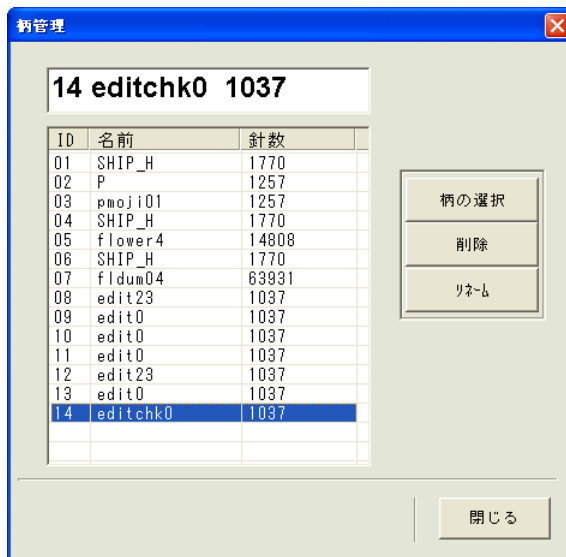 柄管理
14 editchk0 1037
ID 名前 針数
01 SHIP_H 1770
02 P 1257
03 pmoji01 1257
04 SHIP_H 1770
05 flower4 14808
06 SHIP_H 1770
07 fldum04 63931
08 edit23 1037
09 edit0 1037
10 edit0 1037
11 edit0 1037
12 edit23 1037
13 edit0 1037
14 editchk0 1037
柄の選択
削除
ﾘﾈｰﾑ
閉じる